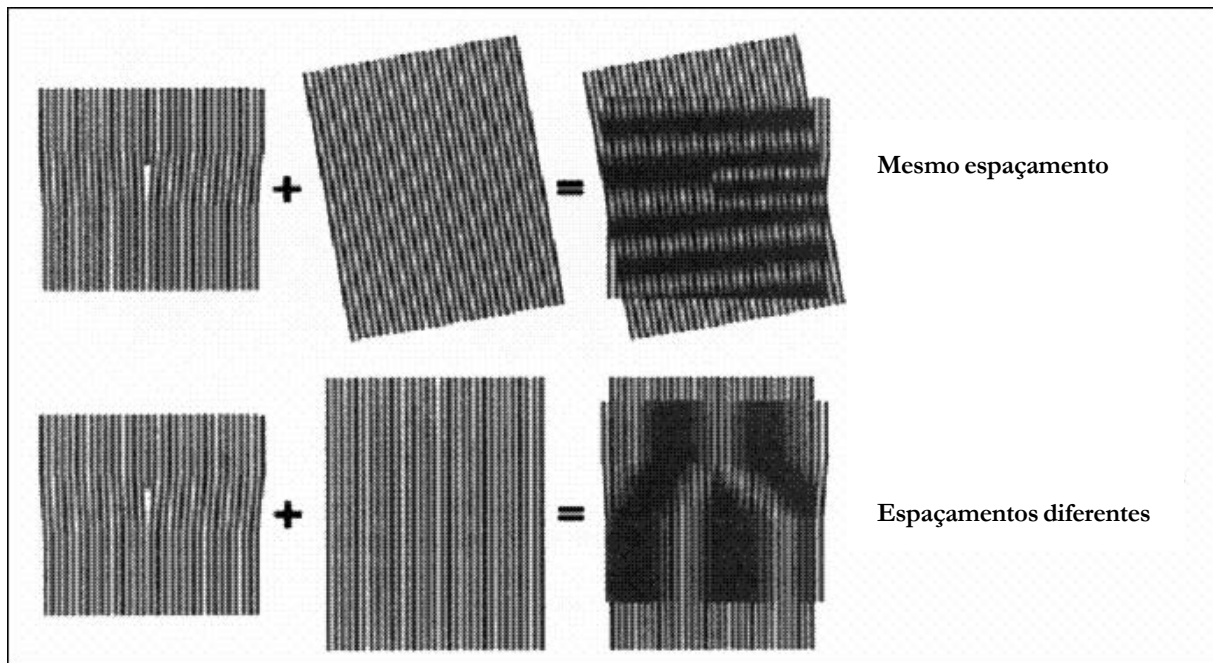 +
=
Mesmo espaçamento
+
=
Espaçamentos diferentes